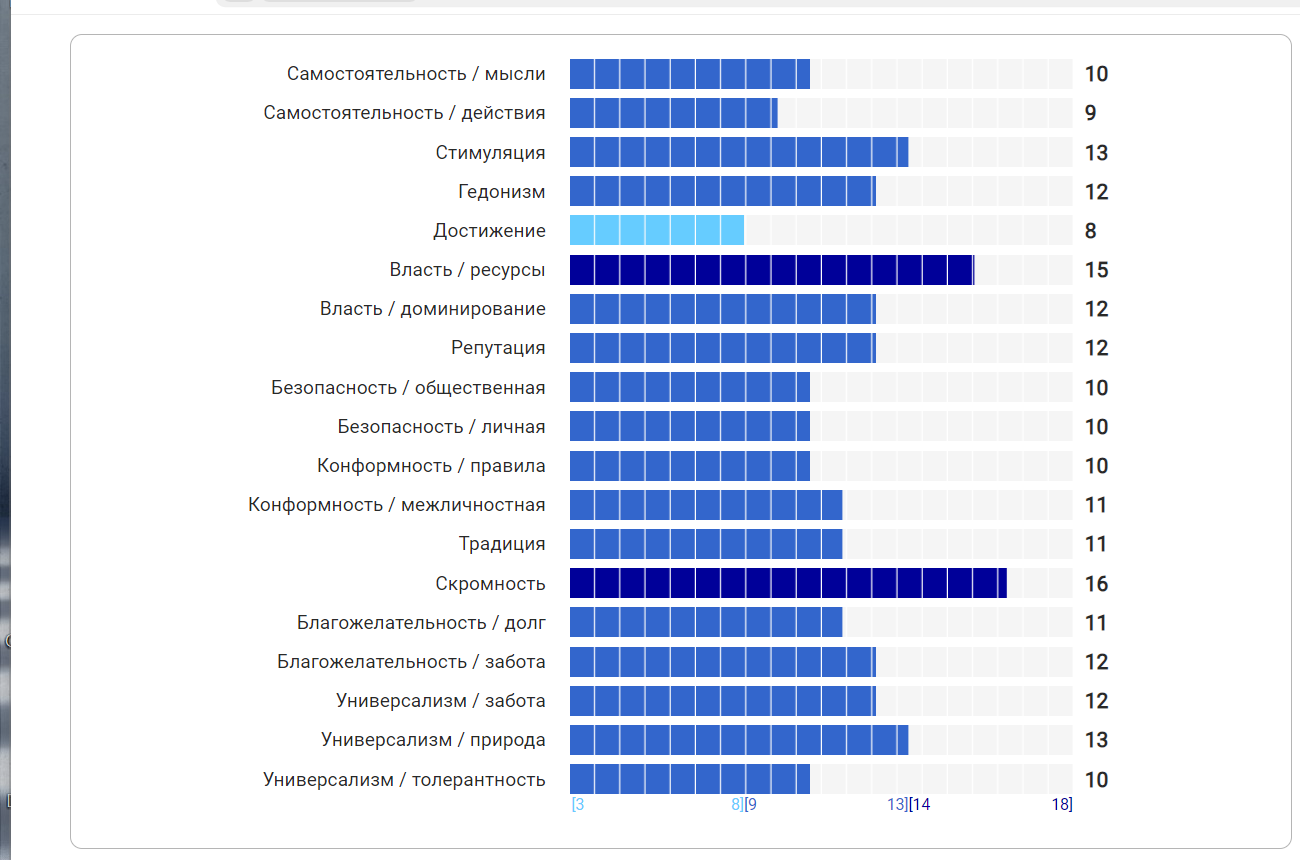 Самостоятельность / мысли 10
Самостоятельность / действия 9
Стимуляция 13
Гедонизм 12
Достижение 8
Власть / ресурсы 15
Власть / доминирование 12
Репутация 12
Безопасность / общественная 10
Безопасность / личная 10
Конформность / правила 10
Конформность / межличностная 11
Традиция 11
Скромность 16
Благожелательность / долг 11
Благожелательность / забота 12
Универсализм / забота 12
Универсализм / природа 13
Универсализм / толерантность 10
[3 8][9 13][14 18]